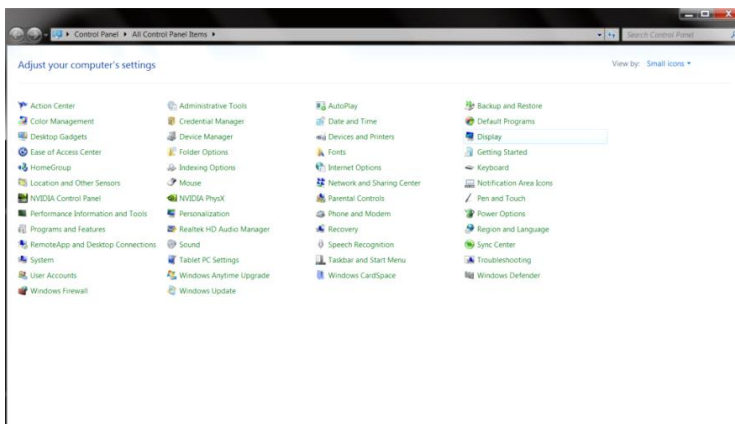 Control Panel ▸ All Control Panel Items ▸
Search Control Panel
Adjust your computer's settings
View by: Small icons
Action Center
Administrative Tools
AutoPlay
Backup and Restore
Color Management
Credential Manager
Date and Time
Default Programs
Desktop Gadgets
Device Manager
Devices and Printers
Display
Ease of Access Center
Folder Options
Fonts
Getting Started
HomeGroup
Indexing Options
Internet Options
Keyboard
Location and Other Sensors
Mouse
Network and Sharing Center
Notification Area Icons
NVIDIA Control Panel
NVIDIA PhysX
Parental Controls
Pen and Touch
Performance Information and Tools
Personalization
Phone and Modem
Power Options
Programs and Features
Realtek HD Audio Manager
Recovery
Region and Language
RemoteApp and Desktop Connections
Sound
Speech Recognition
Sync Center
System
Tablet PC Settings
Taskbar and Start Menu
Troubleshooting
User Accounts
Windows Anytime Upgrade
Windows CardSpace
Windows Defender
Windows Firewall
Windows Update